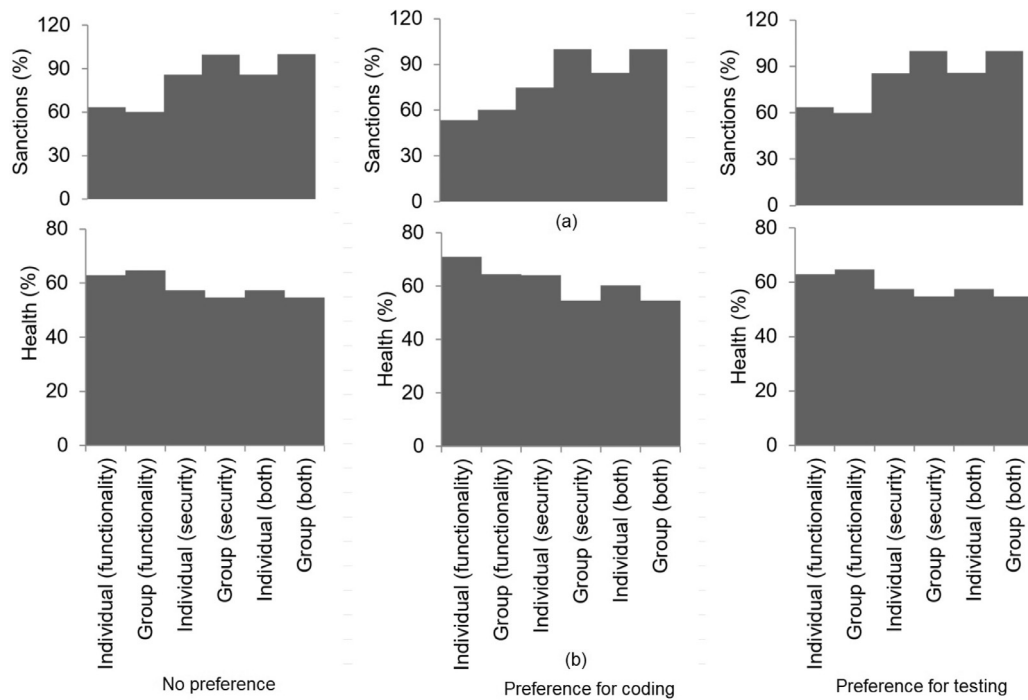 120
90
60
30
0
Sanctions (%)
120
90
60
30
0
Sanctions (%)
120
90
60
30
0
Sanctions (%)
(a)
80
60
40
20
0
Health (%)
80
60
40
20
0
Health (%)
80
60
40
20
0
Health (%)
Individual (functionality)
Group (functionality)
Individual (security)
Group (security)
Individual (both)
Group (both)
Individual (functionality)
Group (functionality)
Individual (security)
Group (security)
Individual (both)
Group (both)
Individual (functionality)
Group (functionality)
Individual (security)
Group (security)
Individual (both)
Group (both)
(b)
No preference
Preference for coding
Preference for testing